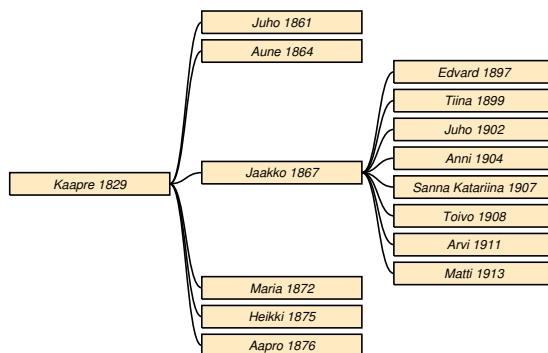 Kaapre 1829
Juho 1861
Aune 1864
Jaakko 1867
Maria 1872
Heikki 1875
Aapro 1876
Edvard 1897
Tiina 1899
Juho 1902
Anni 1904
Sanna Katariina 1907
Toivo 1908
Arvi 1911
Matti 1913